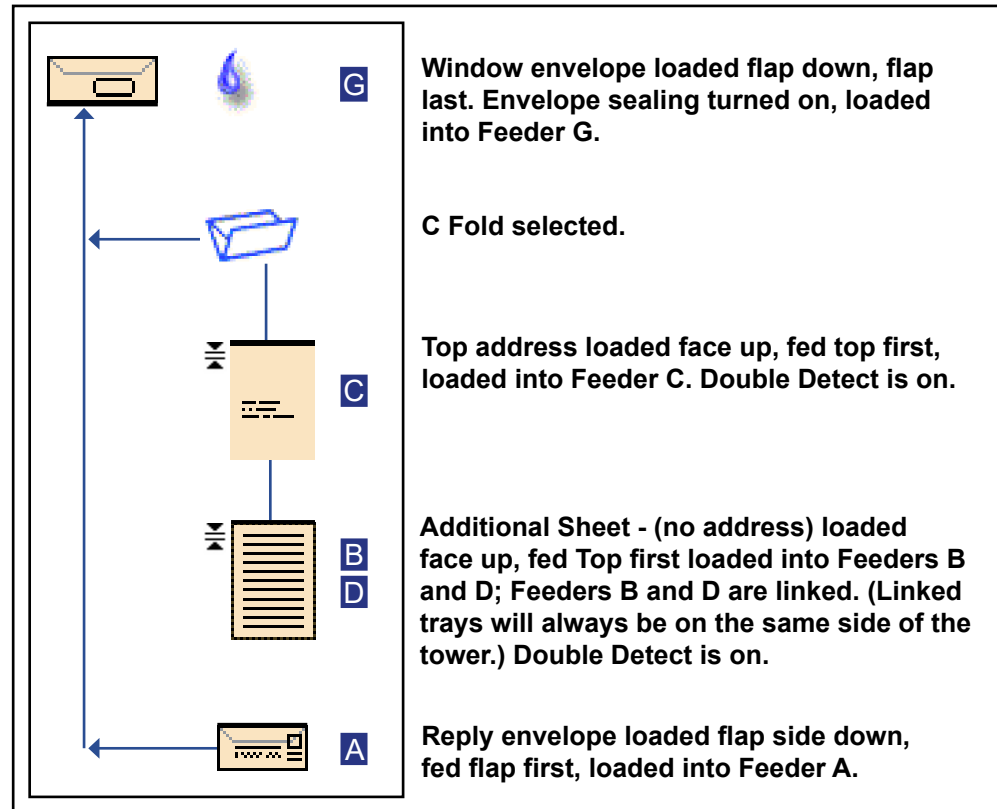 G
Window envelope loaded flap down, flap
last. Envelope sealing turned on, loaded
into Feeder G.
C Fold selected.
C
Top address loaded face up, fed top first,
loaded into Feeder C. Double Detect is on.
B
D
Additional Sheet - (no address) loaded
face up, fed Top first loaded into Feeders B
and D; Feeders B and D are linked. (Linked
trays will always be on the same side of the
tower.) Double Detect is on.
A
Reply envelope loaded flap side down,
fed flap first, loaded into Feeder A.